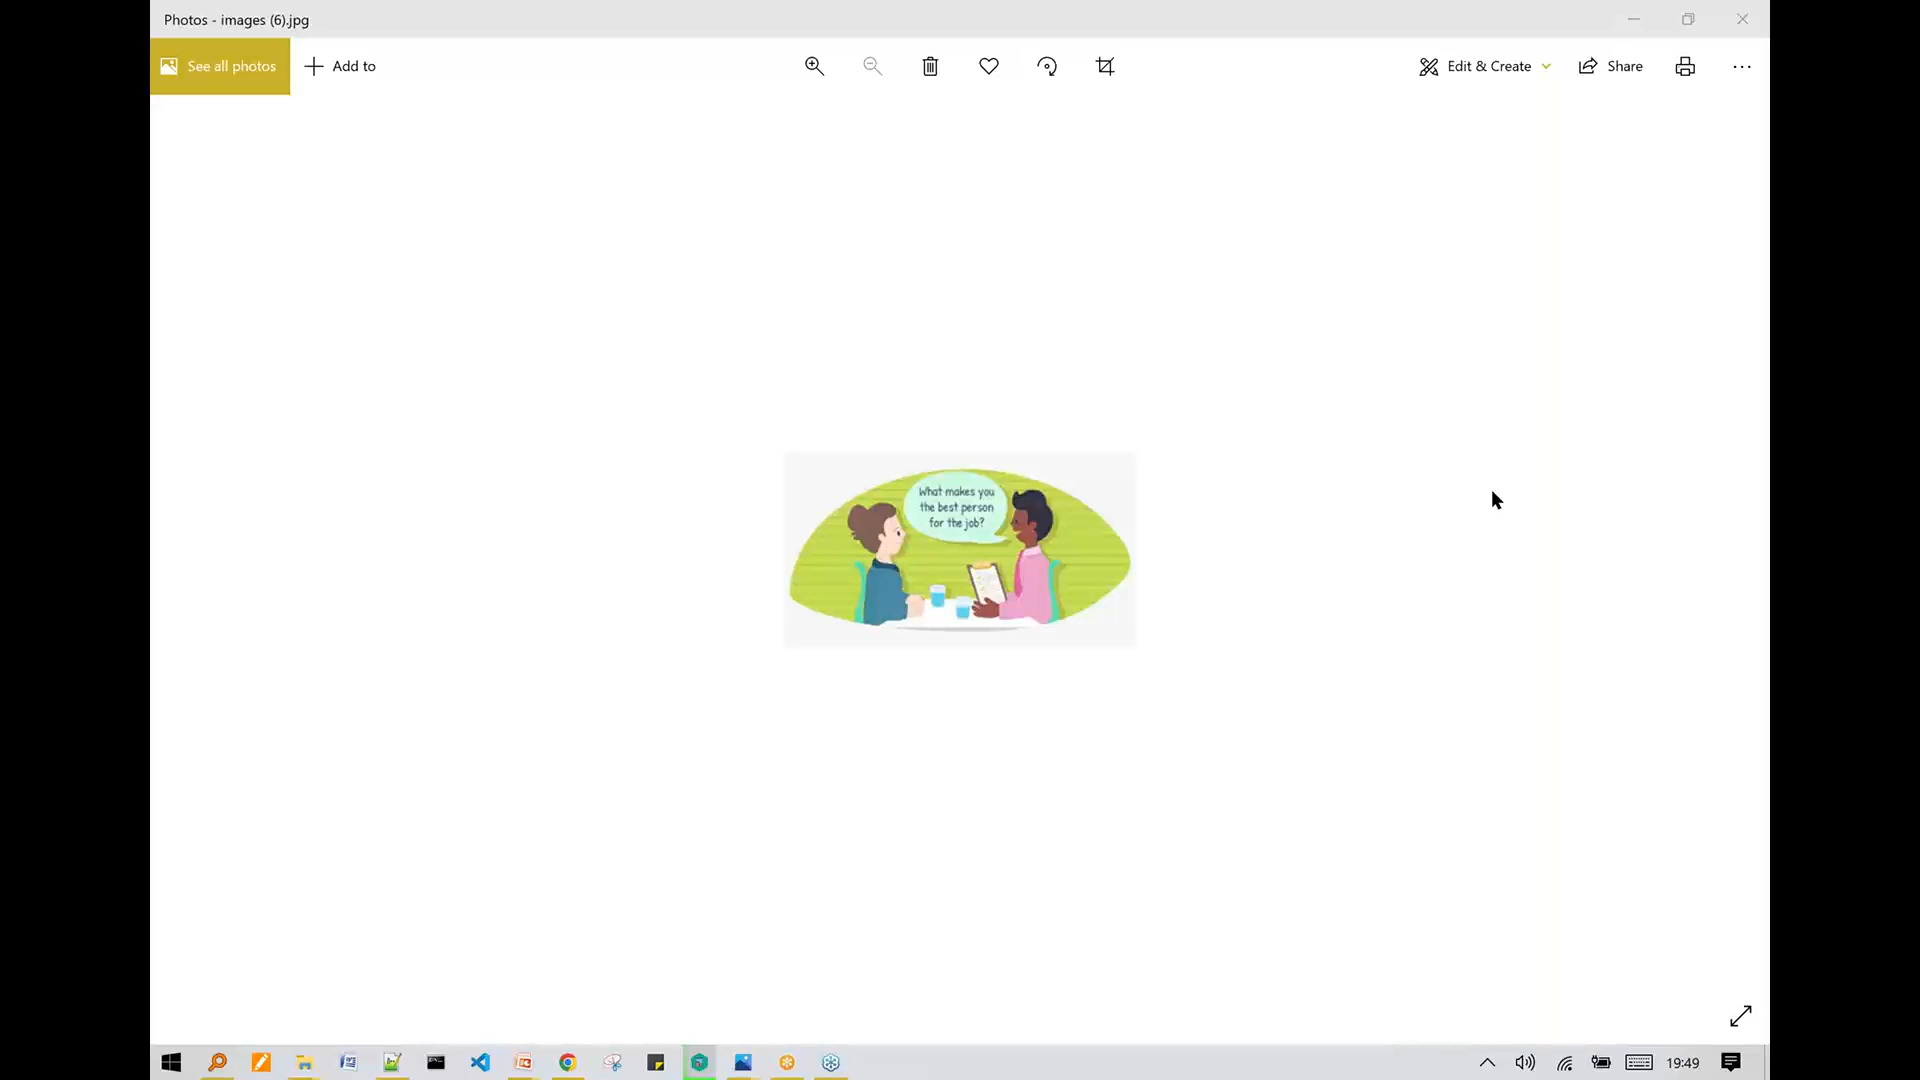 Photos - images (6).jpg
See all photos
Add to
Edit & Create
Share
What makes you
the best person
for the job?
19:49